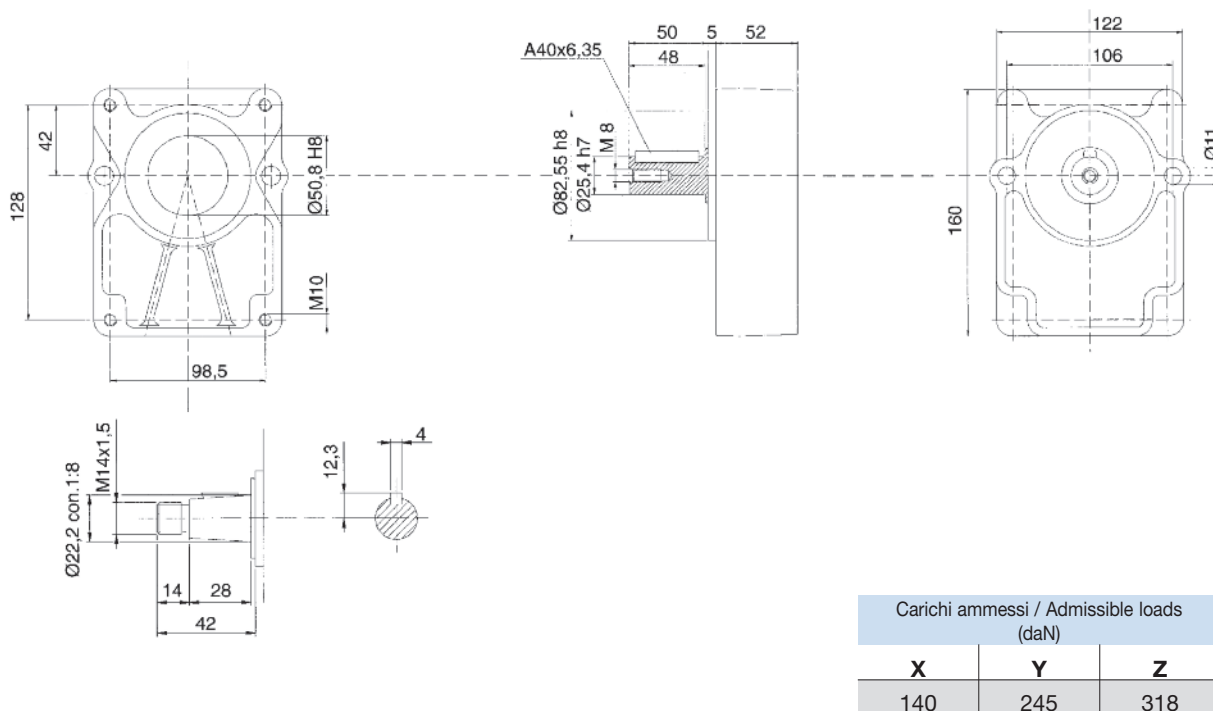 42
128
Ø50,8 H8
M10
98,5
50 5 52
48
A40x6,35
M 8
Ø82,55 h8
Ø25,4 h7
122
106
Ø11
160
M14x1,5
Ø22,2 con.1:8
14 28
42
12,3
4
Carichi ammessi / Admissible loads
(daN)
X Y Z
140 245 318